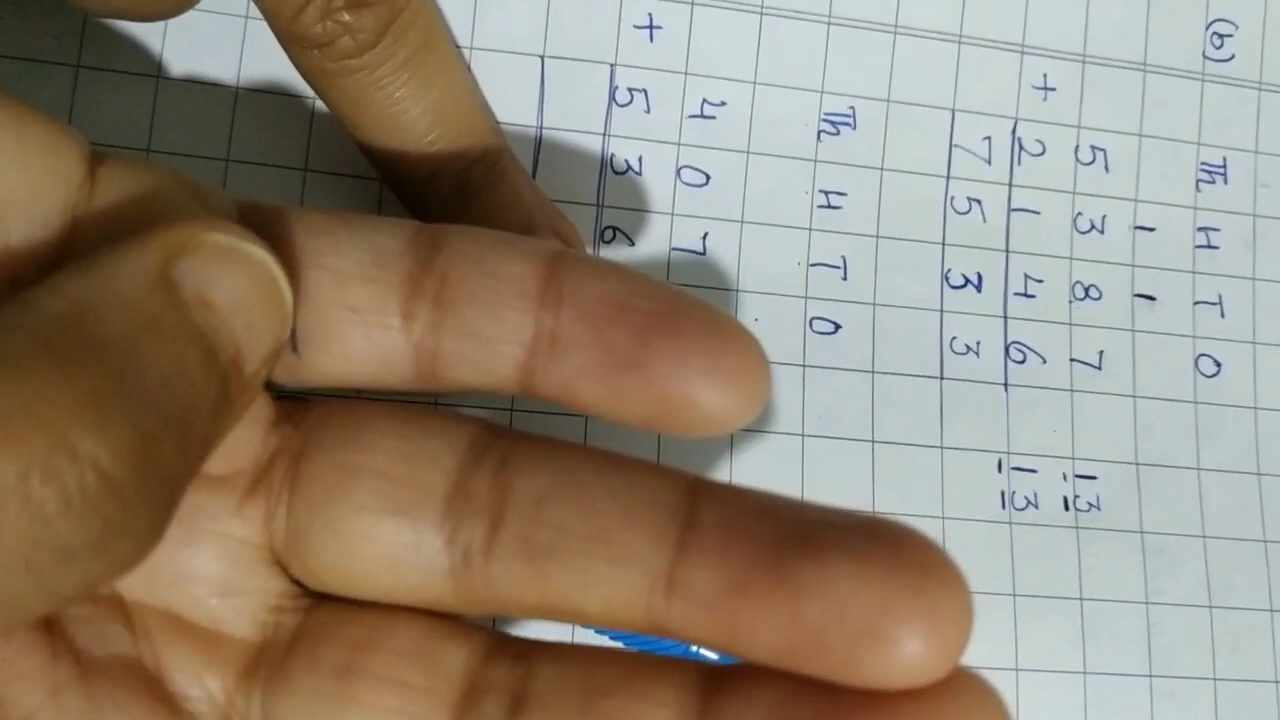 (b)
Th H T O
1 1
5 3 8 7 13
+ 2 1 4 6 13
7 5 3 3
Th H T O
4 0 7
+ 5 3 6